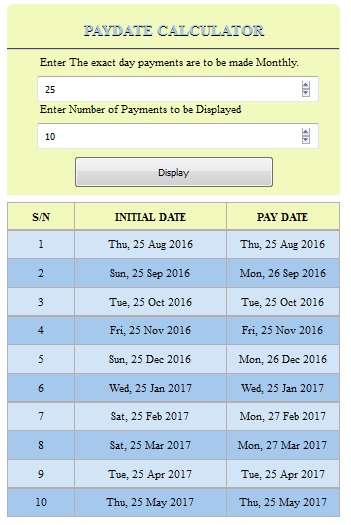 PAYDATE CALCULATOR
Enter The exact day payments are to be made Monthly.
25
Enter Number of Payments to be Displayed
10
Display
S/N INITIAL DATE PAY DATE
1 Thu, 25 Aug 2016 Thu, 25 Aug 2016
2 Sun, 25 Sep 2016 Mon, 26 Sep 2016
3 Tue, 25 Oct 2016 Tue, 25 Oct 2016
4 Fri, 25 Nov 2016 Fri, 25 Nov 2016
5 Sun, 25 Dec 2016 Mon, 26 Dec 2016
6 Wed, 25 Jan 2017 Wed, 25 Jan 2017
7 Sat, 25 Feb 2017 Mon, 27 Feb 2017
8 Sat, 25 Mar 2017 Mon, 27 Mar 2017
9 Tue, 25 Apr 2017 Tue, 25 Apr 2017
10 Thu, 25 May 2017 Thu, 25 May 2017